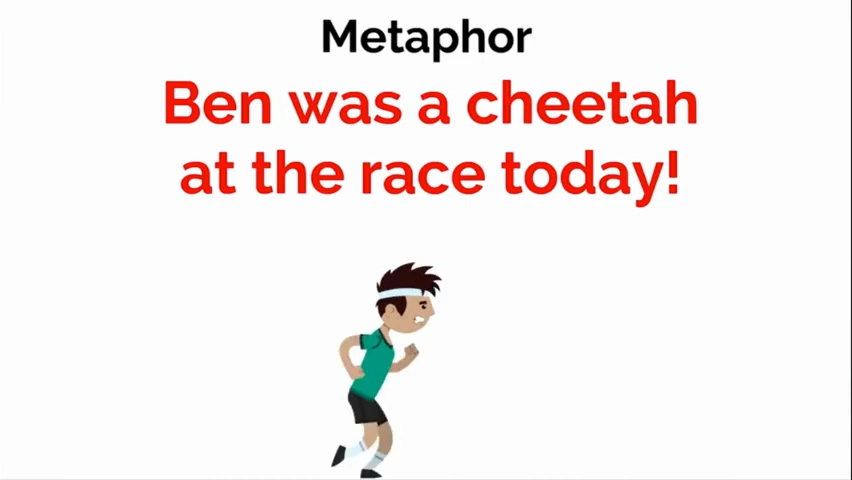 Metaphor
Ben was a cheetah
at the race today!